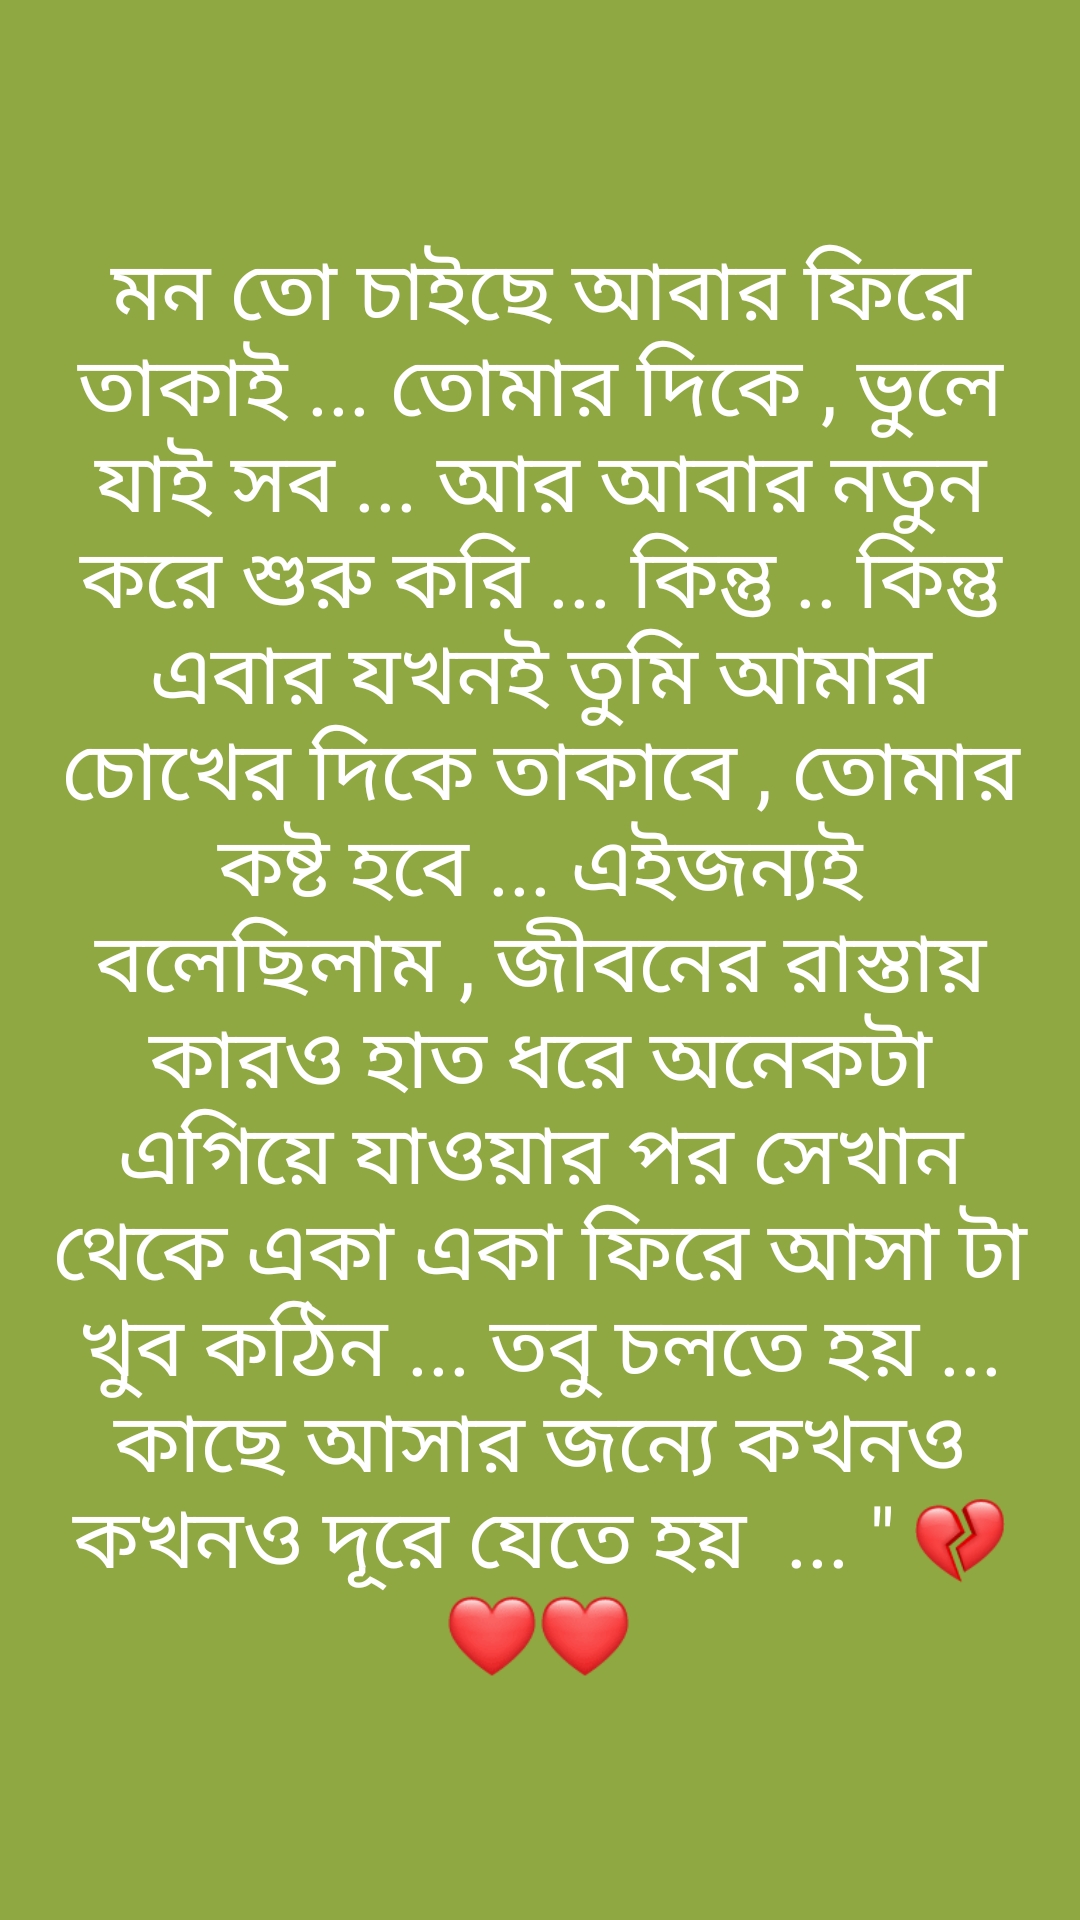 মন তো চাইছে আবার ফিরে
তাকাই ... তোমার দিকে , ভুলে
যাই সব ... আর আবার নতুন
করে শুরু করি ... কিন্তু .. কিন্তু
এবার যখনই তুমি আমার
চোখের দিকে তাকাবে , তোমার
কষ্ট হবে ... এইজন্যই
বলেছিলাম , জীবনের রাস্তায়
কারও হাত ধরে অনেকটা
এগিয়ে যাওয়ার পর সেখান
থেকে একা একা ফিরে আসা টা
খুব কঠিন ... তবু চলতে হয় ...
কাছে আসার জন্যে কখনও
কখনও দূরে যেতে হয়  ... " 💔
❤️❤️